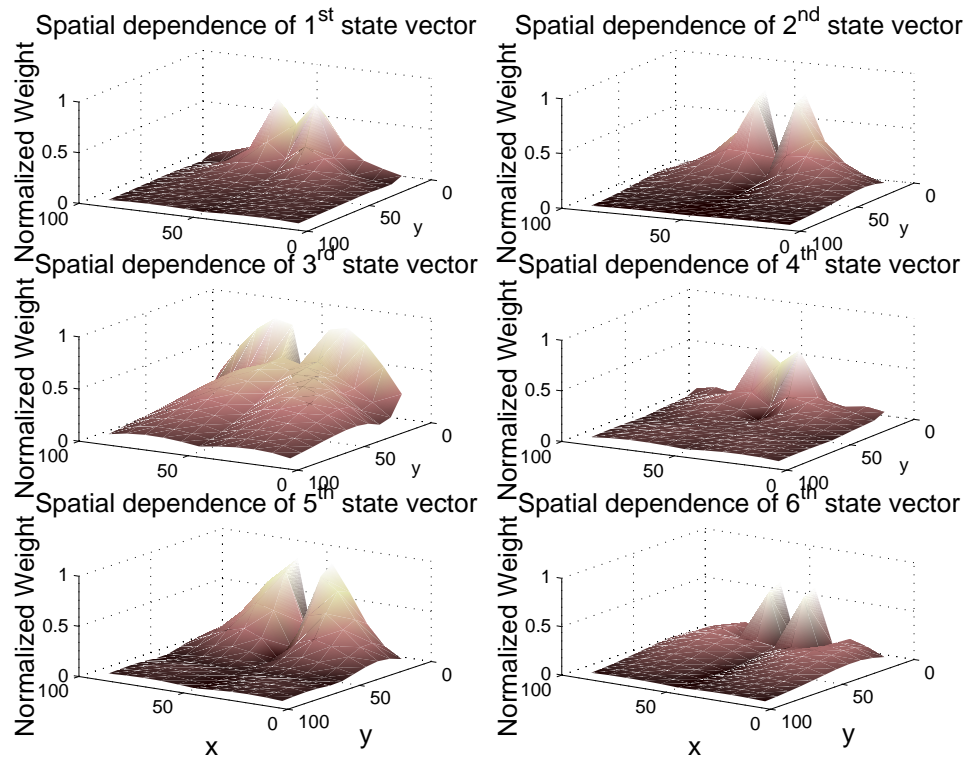 Spatial dependence of 1st state vector
Normalized Weight
1
0.5
0
100
50
0
100
50
0
y
Spatial dependence of 2nd state vector
Normalized Weight
1
0.5
0
100
50
0
100
50
0
y
Spatial dependence of 3rd state vector
Normalized Weight
1
0.5
0
100
50
0
100
50
0
y
Spatial dependence of 4th state vector
Normalized Weight
1
0.5
0
100
50
0
100
50
0
y
Spatial dependence of 5th state vector
Normalized Weight
1
0.5
0
100
50
0
100
50
0
x
y
Spatial dependence of 6th state vector
Normalized Weight
1
0.5
0
100
50
0
100
50
0
x
y